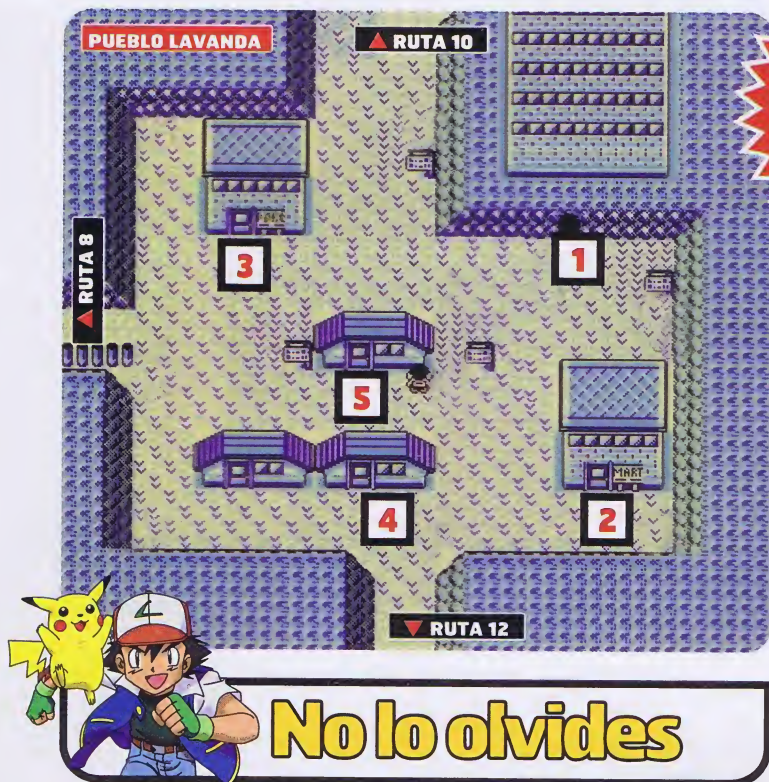 PUEBLO LAVANDA
▲ RUTA 10
▲ RUTA 8
3
1
5
MART
4
2
▼ RUTA 12
No lo olvides